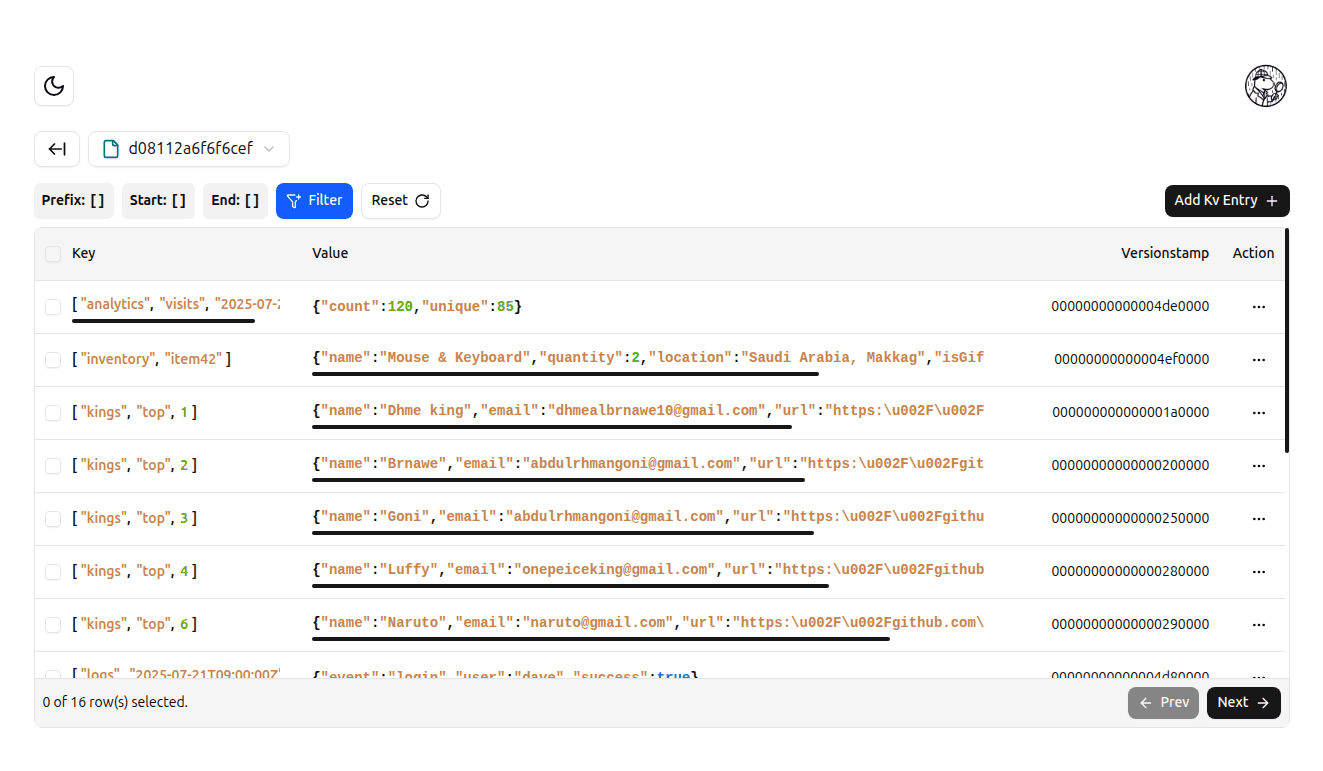 d08112a6f6f6cef
Prefix: [] Start: [] End: [] Filter Reset Add Kv Entry
Key Value Versionstamp Action
[ "analytics", "visits", "2025-07- {"count":120,"unique":85} 00000000000004de0000
[ "inventory", "item42" ] {"name":"Mouse & Keyboard","quantity":2,"location":"Saudi Arabia, Makkag","isGif 00000000000004ef0000
[ "kings", "top", 1 ] {"name":"Dhme king","email":"dhmealbrnawe10@gmail.com","url":"https:\u002F\u002F 000000000000001a0000
[ "kings", "top", 2 ] {"name":"Brnawe","email":"abdulrhmangoni@gmail.com","url":"https:\u002F\u002Fgit 00000000000000200000
[ "kings", "top", 3 ] {"name":"Goni","email":"abdulrhmangoni@gmail.com","url":"https:\u002F\u002Fgithu 00000000000000250000
[ "kings", "top", 4 ] {"name":"Luffy","email":"onepeiceking@gmail.com","url":"https:\u002F\u002Fgithub 00000000000000280000
[ "kings", "top", 6 ] {"name":"Naruto","email":"naruto@gmail.com","url":"https:\u002F\u002Fgithub.com\ 00000000000000290000
[ "logs", "2025-07-21T09:00:00Z" {"event":"login","user":"dave","success":true} 00000000000004d80000
0 of 16 row(s) selected. Prev Next